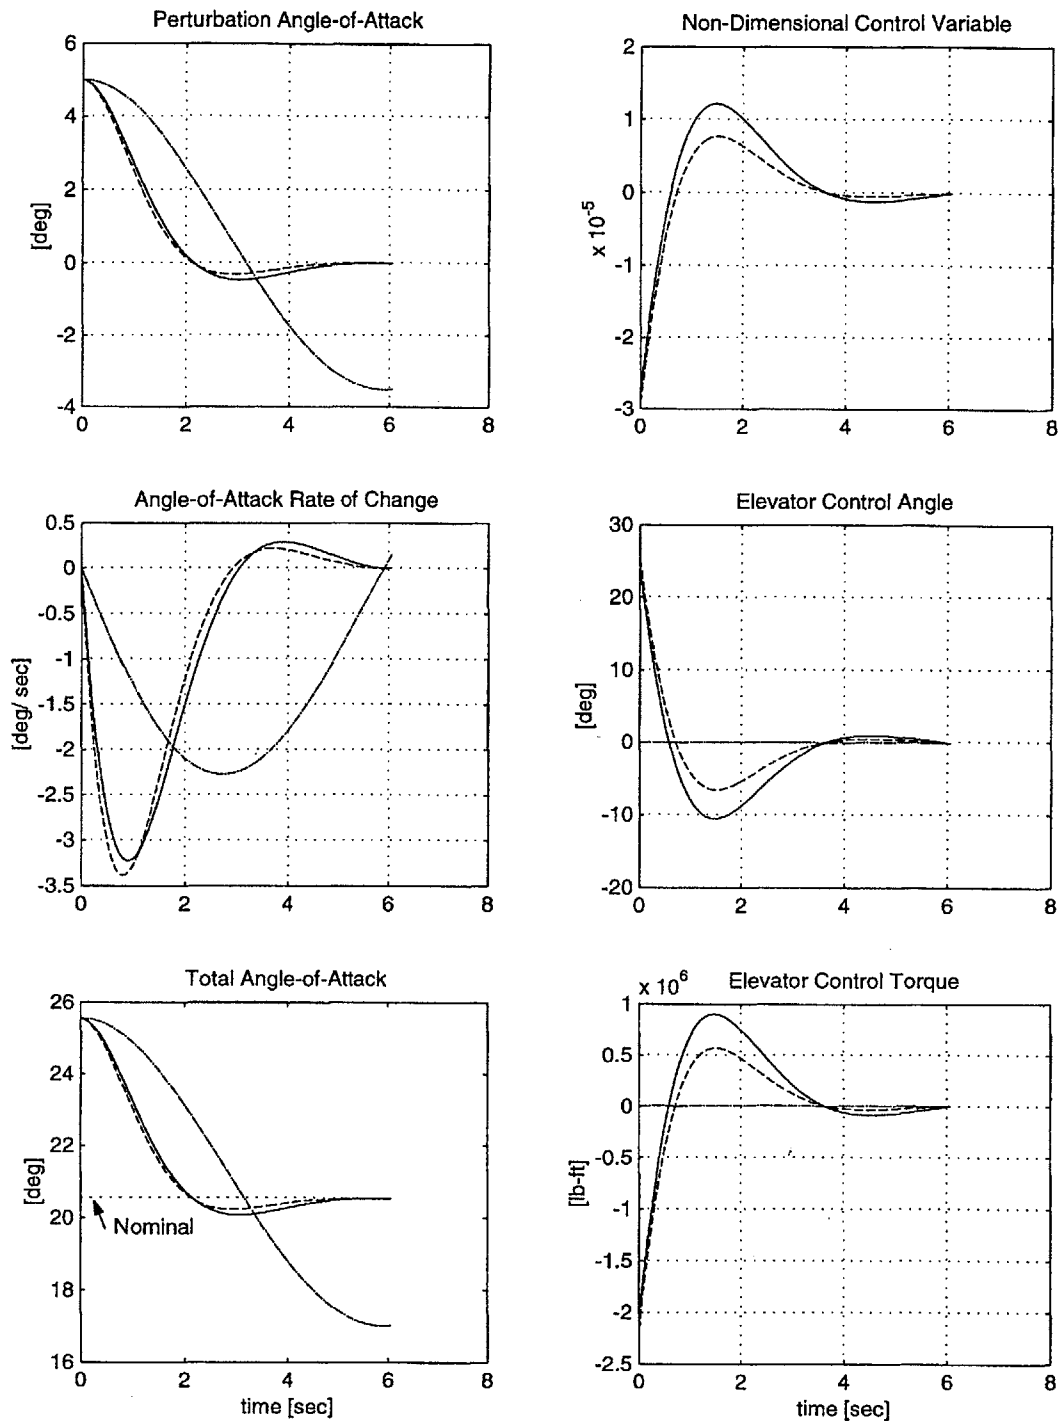 Perturbation Angle-of-Attack
6
4
2
0
-2
-4
[deg]
0 2 4 6 8
Non-Dimensional Control Variable
2
1
0
-1
-2
-3
x 10^-5
0 2 4 6 8
Angle-of-Attack Rate of Change
0.5
0
-0.5
-1
-1.5
-2
-2.5
-3
-3.5
[deg/ sec]
0 2 4 6 8
Elevator Control Angle
30
20
10
0
-10
-20
[deg]
0 2 4 6 8
Total Angle-of-Attack
26
24
22
20
18
16
[deg]
Nominal
0 2 4 6 8
time [sec]
Elevator Control Torque
x 10^6
1
0.5
0
-0.5
-1
-1.5
-2
-2.5
[lb-ft]
0 2 4 6 8
time [sec]